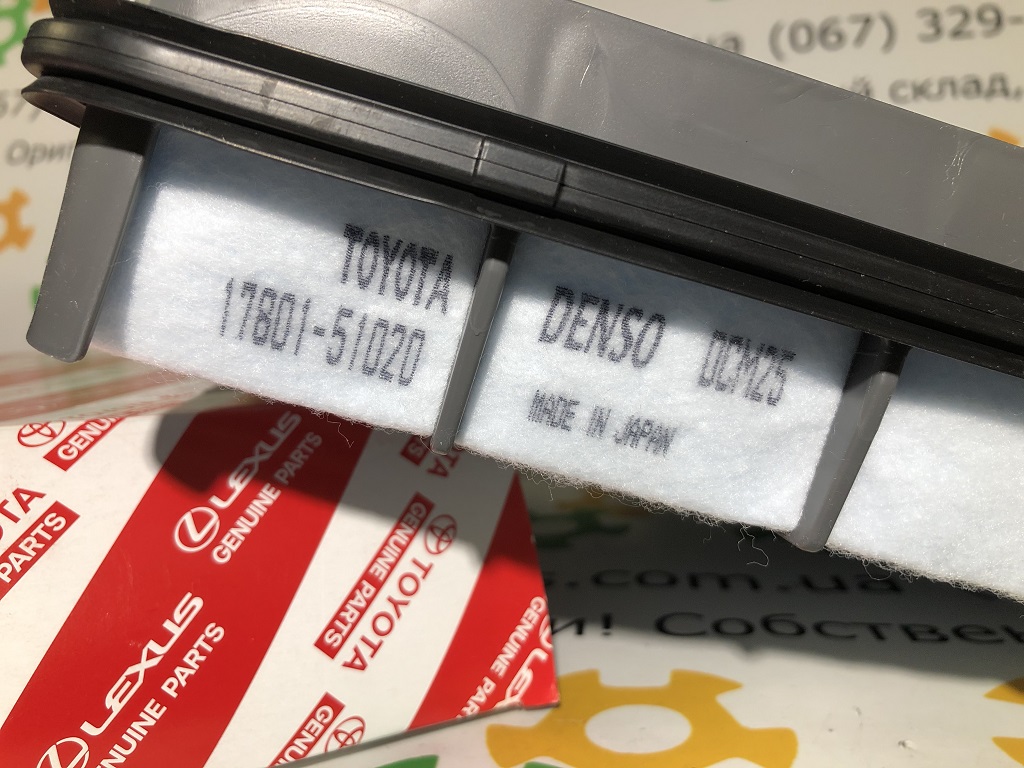 (067) 329-
склад,
TOYOTA
17801-51020
DENSO
DCM25
MADE IN JAPAN
LEXUS
GENUINE PARTS
LEXUS
GENUINE PARTS
TOYOTA
GENUINE PARTS
PARTS
GENUINE
.com.ua
и! Собствен